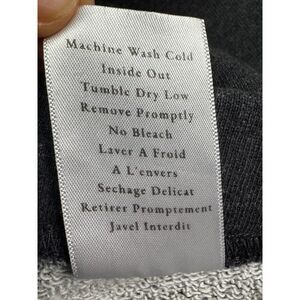 Machine Wash Cold
Inside Out
Tumble Dry Low
Remove Promptly
No Bleach
Laver A Froid
A L'envers
Sechage Delicat
Retirer Promptement
Javel Interdit